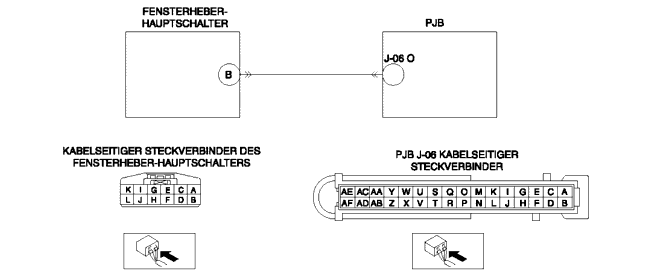 FENSTERHEBER-
HAUPTSCHALTER
PJB
J-06 O
B
KABELSEITIGER STECKVERBINDER DES
FENSTERHEBER-HAUPTSCHALTERS
K I G E C A
L J H F D B
PJB J-06 KABELSEITIGER
STECKVERBINDER
AE AC AA Y W U S Q O M K I G E C A
AF AD AB Z X V T R P N L J H F D B